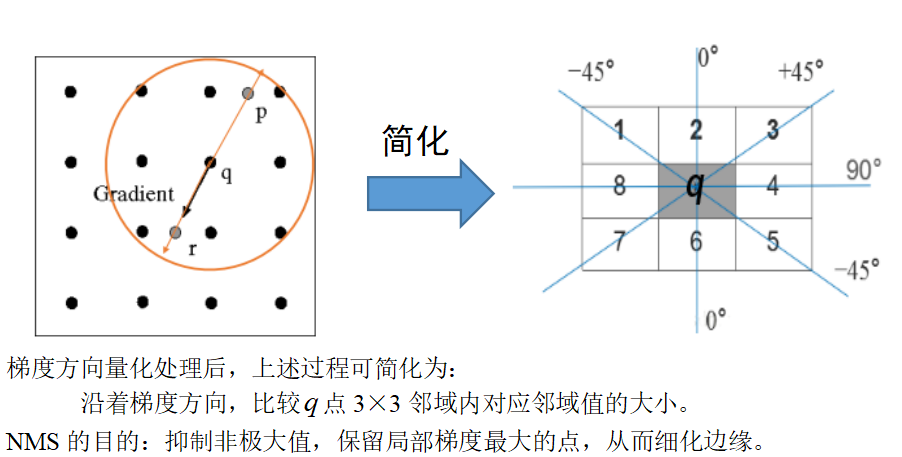 0°
−45°
+45°
p
1 2 3
简化
q
Gradient
8 q 4
90°
r
7 6 5
−45°
0°
梯度方向量化处理后，上述过程可简化为：
沿着梯度方向，比较q点 3×3 邻域内对应邻域值的大小。
NMS 的目的：抑制非极大值，保留局部梯度最大的点，从而细化边缘。